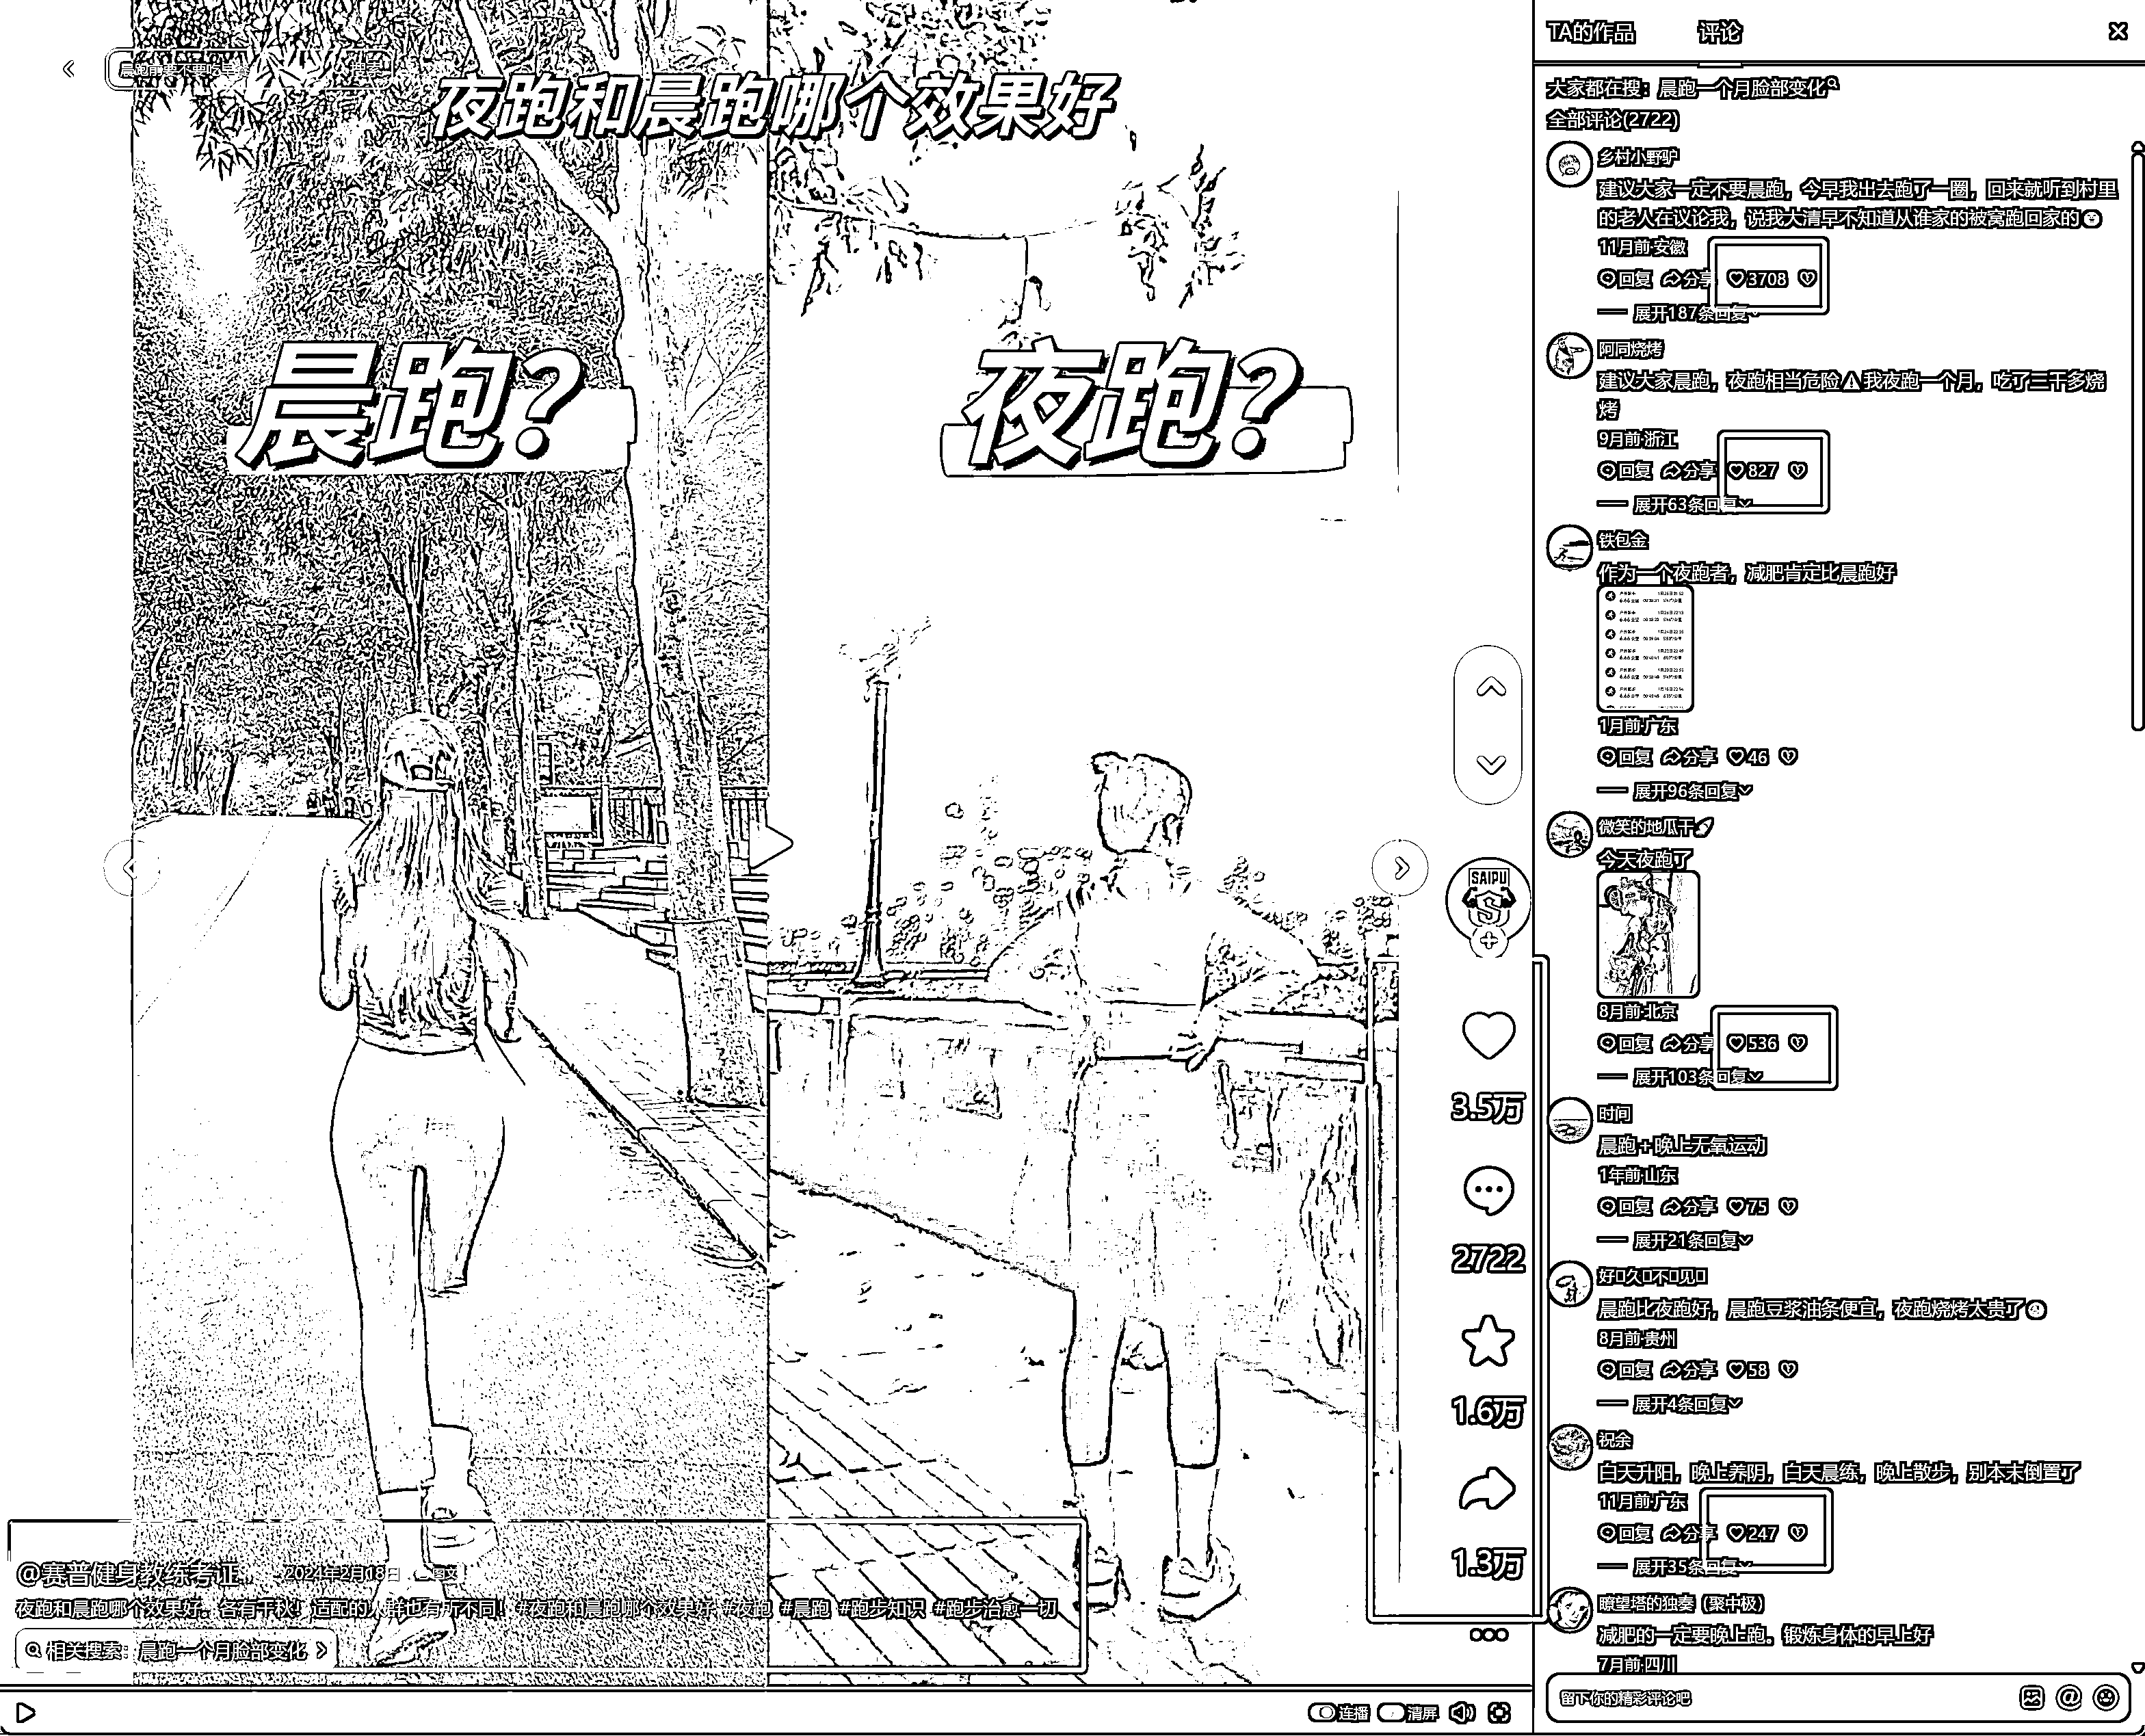 夜跑和晨跑哪个效果好
晨跑?
夜跑?
SAIPU
3.5万
2722
1.6万
1.3万
@赛普健身教练考证
2024年2月18日
图文
夜跑和晨跑哪个效果好。各有千秋！适配的人群也有所不同！ #夜跑和晨跑哪个效果好 #夜跑 #晨跑 #跑步知识 #跑步治愈一切
相关搜索：晨跑一个月脸部变化
连播 清屏
TA的作品 评论
大家都在搜：晨跑一个月脸部变化
全部评论(2722)
乡村小野驴
建议大家一定不要晨跑，今早我出去跑了一圈，回来就听到村里
的老人在议论我，说我大清早不知道从谁家的被窝跑回家的
11月前·安徽
回复 分享 3708
展开187条回复
阿同烧烤
建议大家晨跑，夜跑相当危险⚠我夜跑一个月，吃了三千多烧
烤
9月前·浙江
回复 分享 827
展开63条回复
铁包金
作为一个夜跑者，减肥肯定比晨跑好
1月前·广东
回复 分享 46
展开96条回复
微笑的地瓜干
今天夜跑了
8月前·北京
回复 分享 536
展开103条回复
时间
晨跑+晚上无氧运动
1年前·山东
回复 分享 75
展开21条回复
好久不见
晨跑比夜跑好，晨跑豆浆油条便宜，夜跑烧烤太贵了
8月前·贵州
回复 分享 58
展开4条回复
祝余
白天升阳，晚上养阴，白天晨练，晚上散步，别本末倒置了
11月前·广东
回复 分享 247
展开35条回复
瞭望塔的独奏（聚中极）
减肥的一定要晚上跑。锻炼身体的早上好
7月前·四川
留下你的精彩评论吧